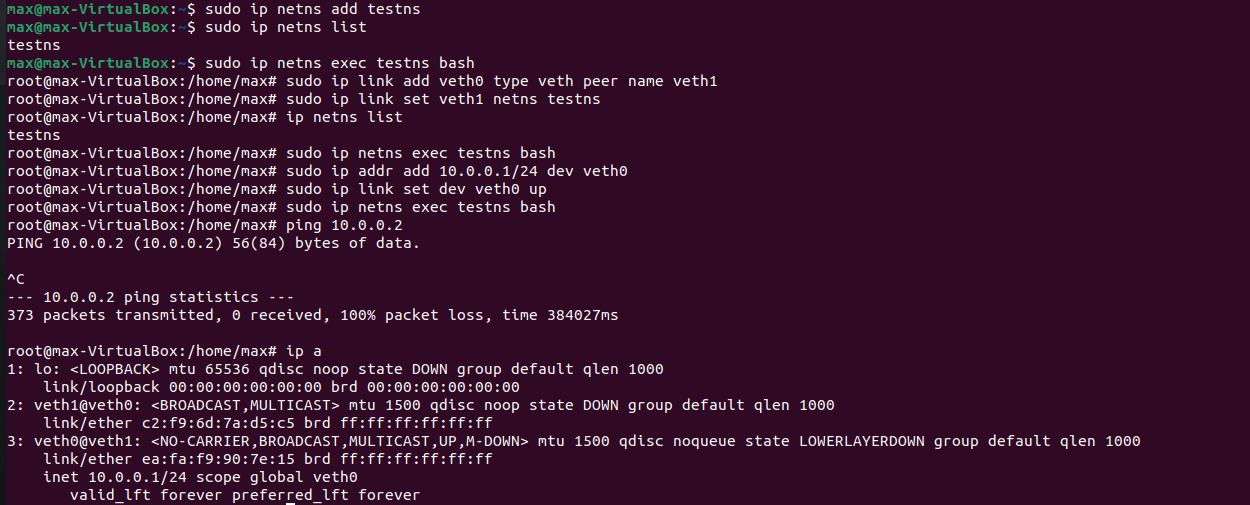 max@max-VirtualBox:~$ sudo ip netns add testns
max@max-VirtualBox:~$ sudo ip netns list
testns
max@max-VirtualBox:~$ sudo ip netns exec testns bash
root@max-VirtualBox:/home/max# sudo ip link add veth0 type veth peer name veth1
root@max-VirtualBox:/home/max# sudo ip link set veth1 netns testns
root@max-VirtualBox:/home/max# ip netns list
testns
root@max-VirtualBox:/home/max# sudo ip netns exec testns bash
root@max-VirtualBox:/home/max# sudo ip addr add 10.0.0.1/24 dev veth0
root@max-VirtualBox:/home/max# sudo ip link set dev veth0 up
root@max-VirtualBox:/home/max# sudo ip netns exec testns bash
root@max-VirtualBox:/home/max# ping 10.0.0.2
PING 10.0.0.2 (10.0.0.2) 56(84) bytes of data.

^C
--- 10.0.0.2 ping statistics ---
373 packets transmitted, 0 received, 100% packet loss, time 384027ms

root@max-VirtualBox:/home/max# ip a
1: lo: <LOOPBACK> mtu 65536 qdisc noop state DOWN group default qlen 1000
    link/loopback 00:00:00:00:00:00 brd 00:00:00:00:00:00
2: veth1@veth0: <BROADCAST,MULTICAST> mtu 1500 qdisc noop state DOWN group default qlen 1000
    link/ether c2:f9:6d:7a:d5:c5 brd ff:ff:ff:ff:ff:ff
3: veth0@veth1: <NO-CARRIER,BROADCAST,MULTICAST,UP,M-DOWN> mtu 1500 qdisc noqueue state LOWERLAYERDOWN group default qlen 1000
    link/ether ea:fa:f9:90:7e:15 brd ff:ff:ff:ff:ff:ff
    inet 10.0.0.1/24 scope global veth0
       valid_lft forever preferred_lft forever